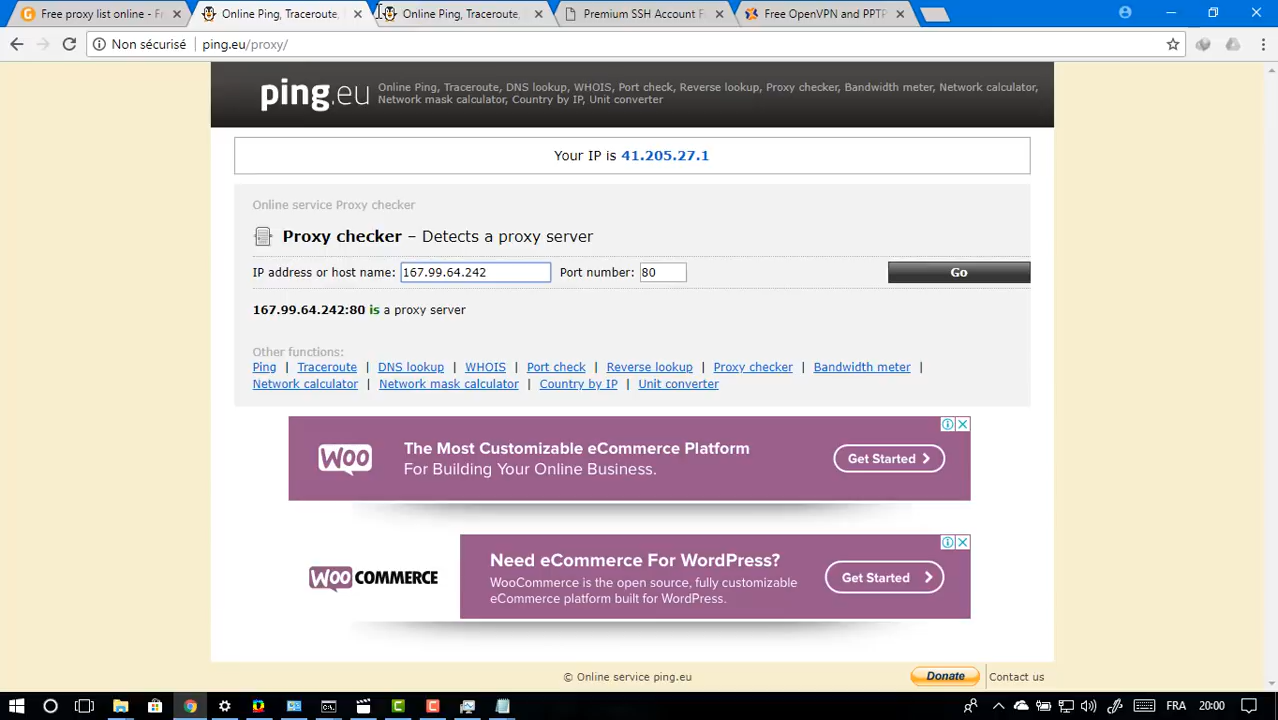 Free proxy list online - Fr
Online Ping, Traceroute,
Online Ping, Traceroute,
Premium SSH Account F
Free OpenVPN and PPTP
Non sécurisé
ping.eu/proxy/
ping.eu
Online Ping, Traceroute, DNS lookup, WHOIS, Port check, Reverse lookup, Proxy checker, Bandwidth meter, Network calculator,
Network mask calculator, Country by IP, Unit converter
Your IP is 41.205.27.1
Online service Proxy checker
Proxy checker – Detects a proxy server
IP address or host name: 167.99.64.242 Port number: 80 Go
167.99.64.242:80 is a proxy server
Other functions:
Ping | Traceroute | DNS lookup | WHOIS | Port check | Reverse lookup | Proxy checker | Bandwidth meter |
Network calculator | Network mask calculator | Country by IP | Unit converter
WOO
The Most Customizable eCommerce Platform
For Building Your Online Business.
Get Started
WOO COMMERCE
Need eCommerce For WordPress?
WooCommerce is the open source, fully customizable
eCommerce platform built for WordPress.
Get Started
© Online service ping.eu
Donate
Contact us
FRA
20:00